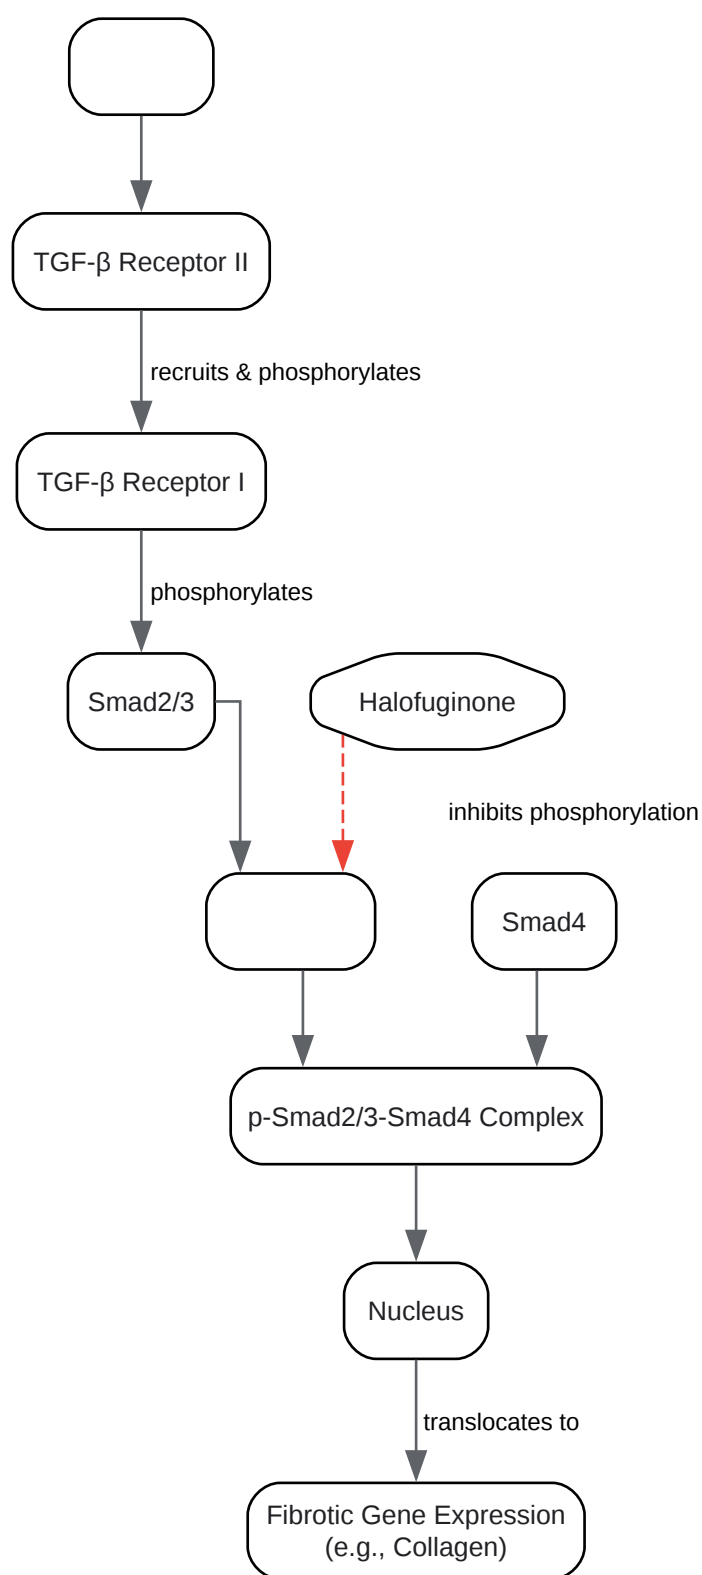 TGF-β Receptor II
recruits & phosphorylates
TGF-β Receptor I
phosphorylates
Smad2/3
Halofuginone
inhibits phosphorylation
Smad4
p-Smad2/3-Smad4 Complex
Nucleus
translocates to
Fibrotic Gene Expression
(e.g., Collagen)